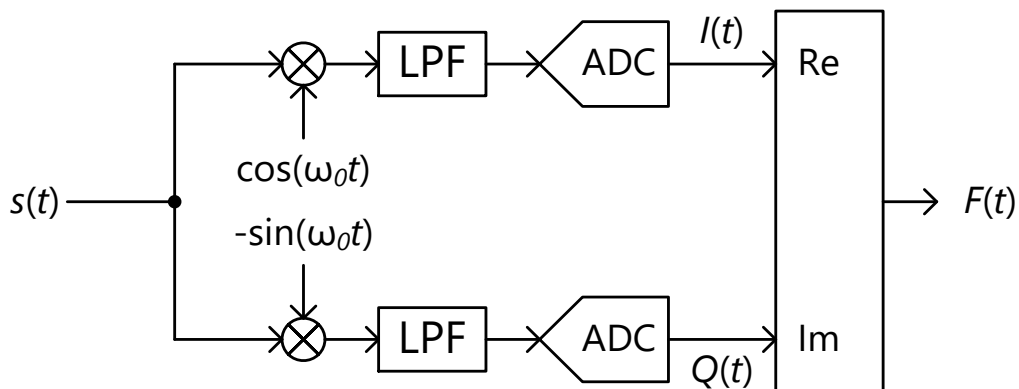 I(t)
LPF
ADC
Re
cos(ω₀t)
s(t)
F(t)
-sin(ω₀t)
LPF
ADC
Im
Q(t)